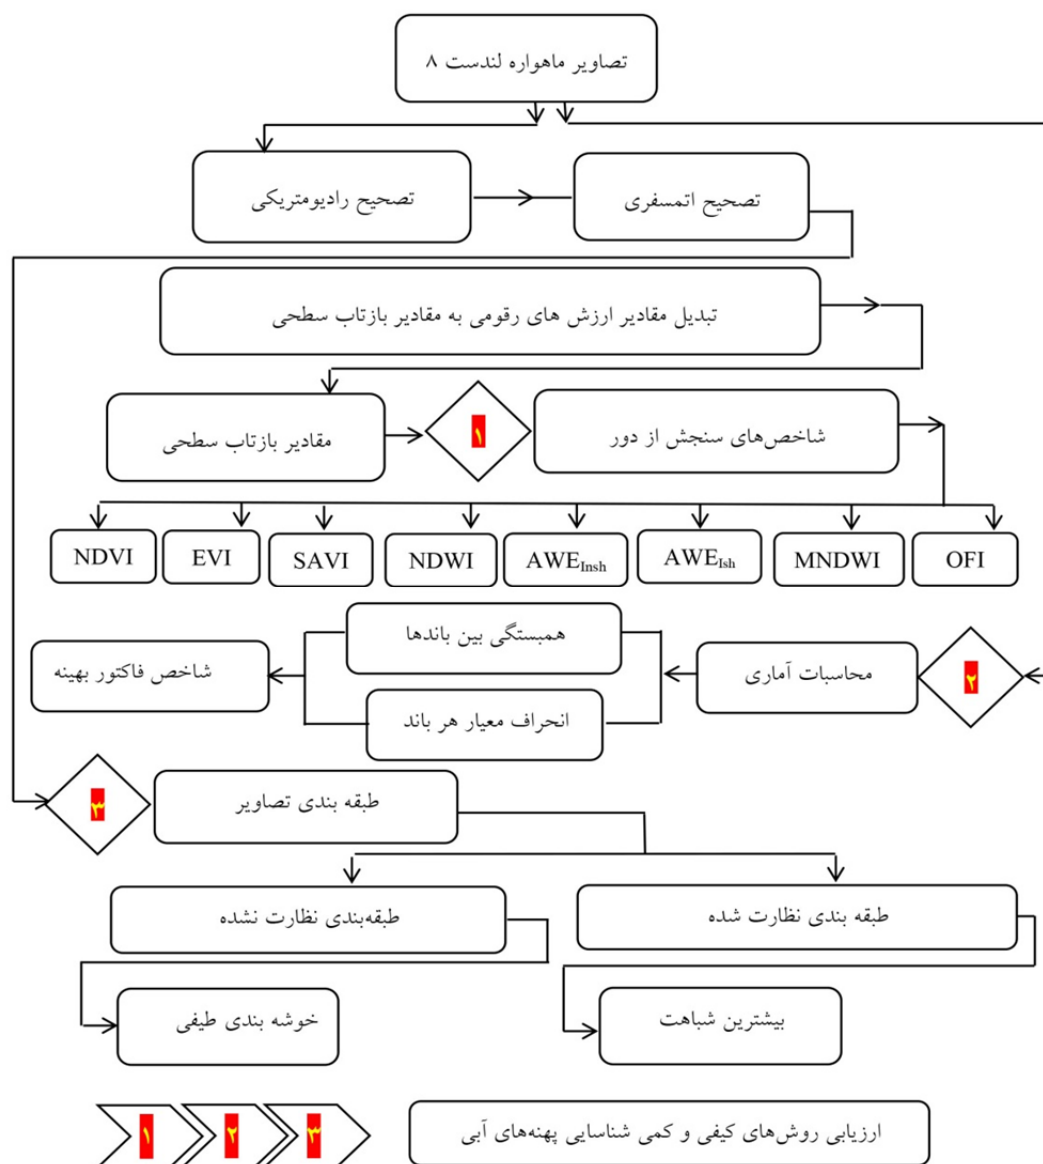 تصاویر ماهواره لندست ۸
تصحیح رادیومتریکی
تصحیح اتمسفری
تبدیل مقادیر ارزش های رقومی به مقادیر بازتاب سطحی
مقادیر بازتاب سطحی
۱
شاخص‌های سنجش از دور
NDVI
EVI
SAVI
NDWI
AWEInsh
AWEIsh
MNDWI
OFI
۲
محاسبات آماری
همبستگی بین باندها
انحراف معیار هر باند
شاخص فاکتور بهینه
۳
طبقه بندی تصاویر
طبقه بندی نظارت شده
طبقه‌بندی نظارت نشده
بیشترین شباهت
خوشه بندی طیفی
۱
۲
۳
ارزیابی روش‌های کیفی و کمی شناسایی پهنه‌های آبی